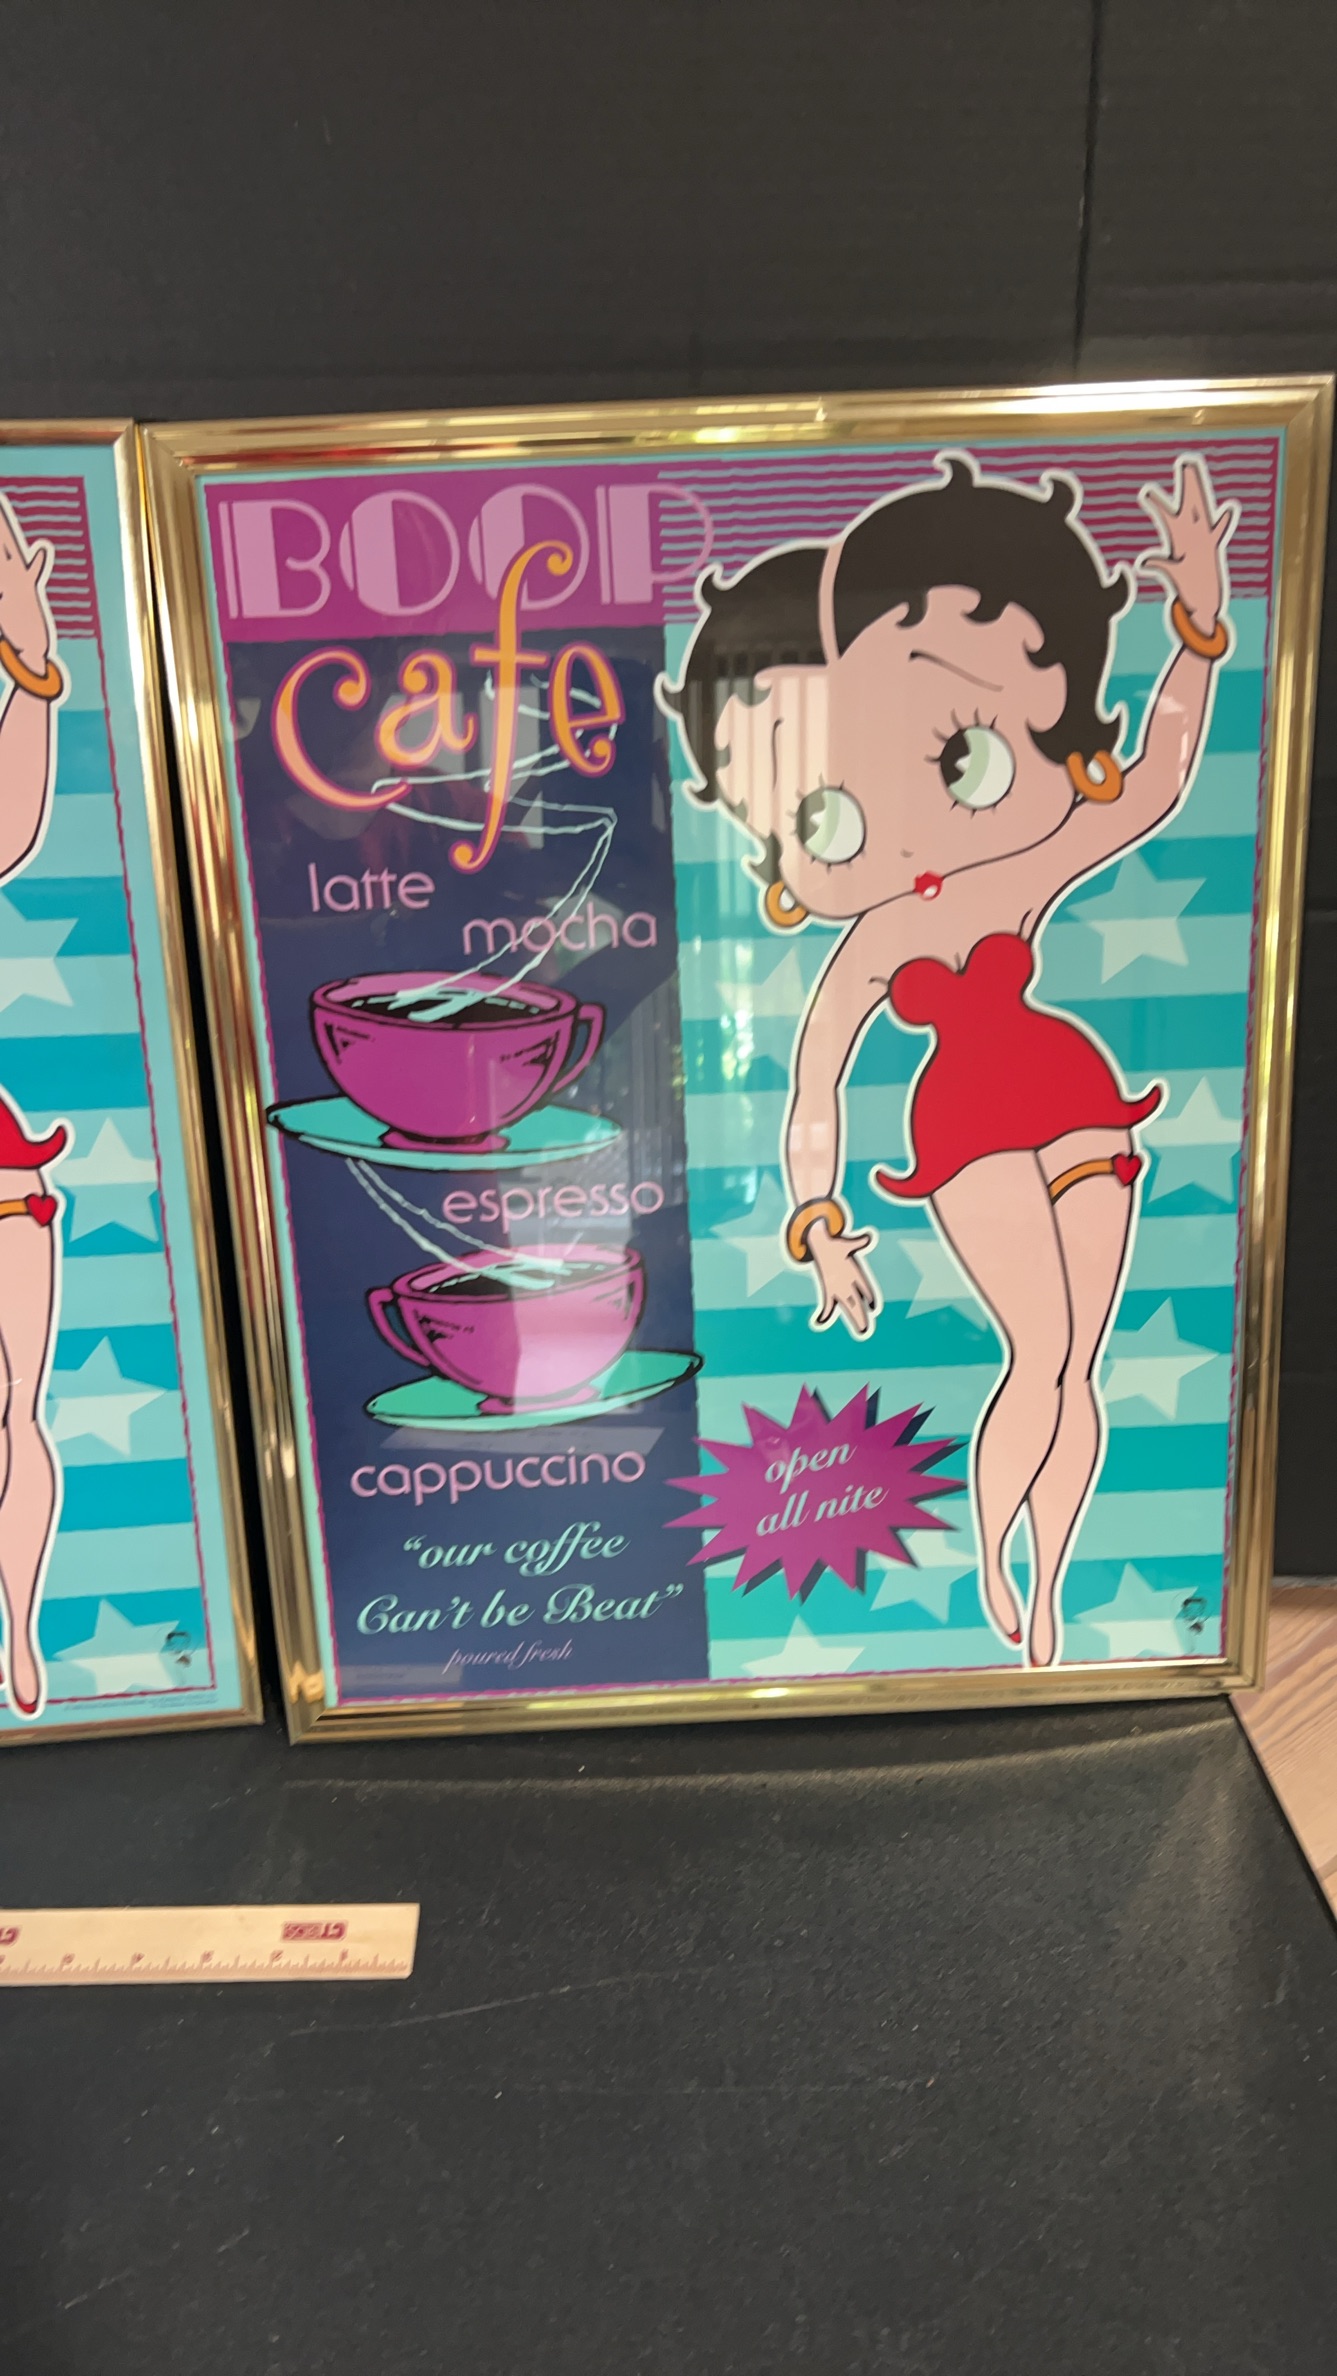 BOOP
cafe
latte
mocha
espresso
cappuccino
open
all nite
"our coffee
Can't be Beat"
poured fresh